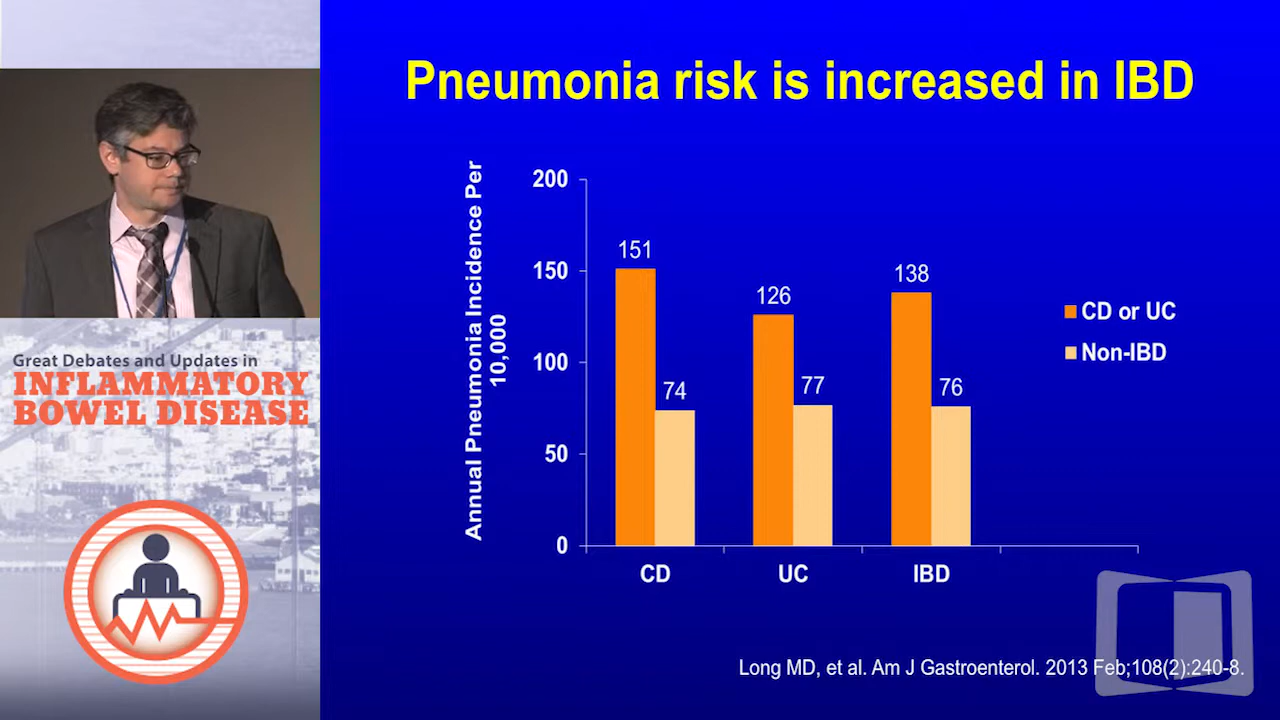 Pneumonia risk is increased in IBD
Annual Pneumonia Incidence Per
10,000
200
150
100
50
0
151
74
126
77
138
76
CD
UC
IBD
CD or UC
Non-IBD
Long MD, et al. Am J Gastroenterol. 2013 Feb;108(2):240-8.
Great Debates and Updates in
INFLAMMATORY
BOWEL DISEASE